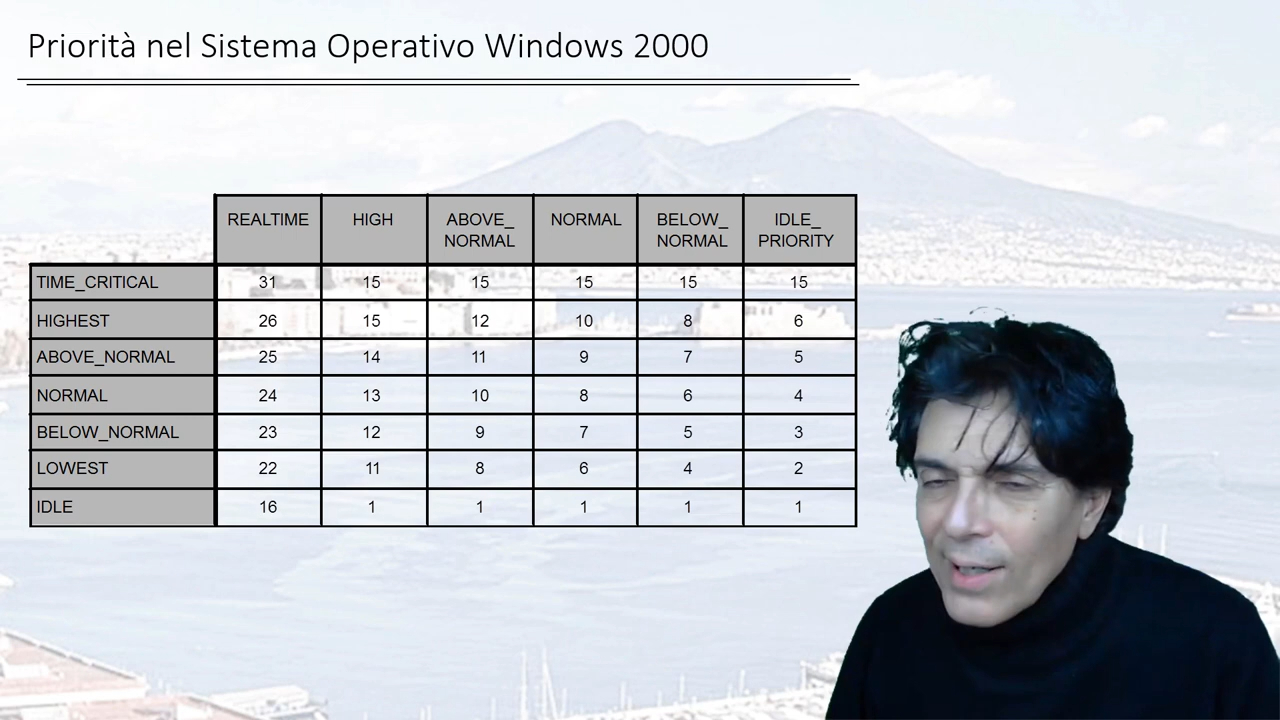 Priorità nel Sistema Operativo Windows 2000
REALTIME HIGH ABOVE_ NORMAL NORMAL BELOW_ NORMAL IDLE_ PRIORITY
TIME_CRITICAL 31 15 15 15 15 15
HIGHEST 26 15 12 10 8 6
ABOVE_NORMAL 25 14 11 9 7 5
NORMAL 24 13 10 8 6 4
BELOW_NORMAL 23 12 9 7 5 3
LOWEST 22 11 8 6 4 2
IDLE 16 1 1 1 1 1